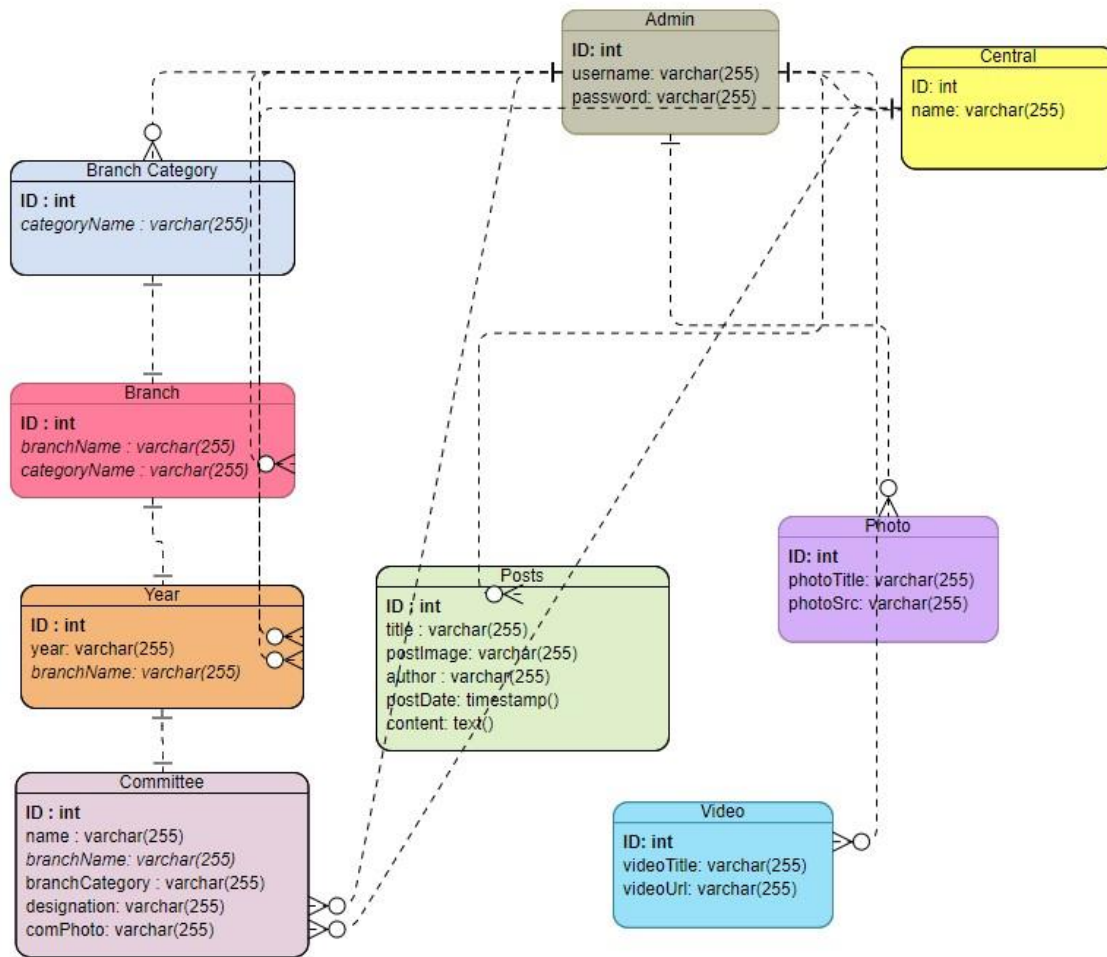 Admin
ID: int
username: varchar(255)
password: varchar(255)
Central
ID: int
name: varchar(255)
Branch Category
ID : int
categoryName : varchar(255)
Branch
ID : int
branchName : varchar(255)
categoryName : varchar(255)
Year
ID : int
year: varchar(255)
branchName: varchar(255)
Committee
ID : int
name : varchar(255)
branchName: varchar(255)
branchCategory : varchar(255)
designation: varchar(255)
comPhoto: varchar(255)
Posts
ID : int
title : varchar(255)
postImage: varchar(255)
author : varchar(255)
postDate: timestamp()
content: text()
Photo
ID: int
photoTitle: varchar(255)
photoSrc: varchar(255)
Video
ID: int
videoTitle: varchar(255)
videoUrl: varchar(255)